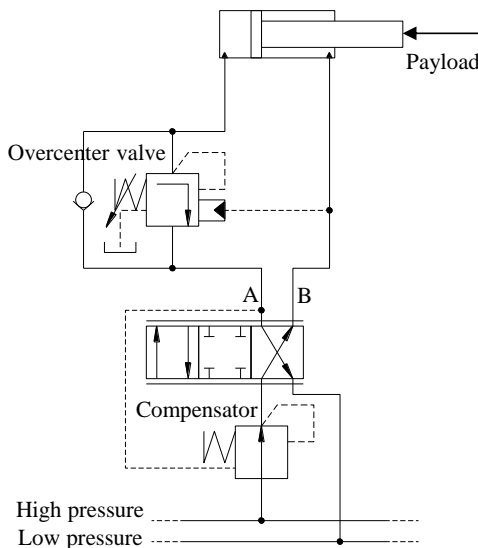 Payload
Overcenter valve
A B
Compensator
High pressure
Low pressure